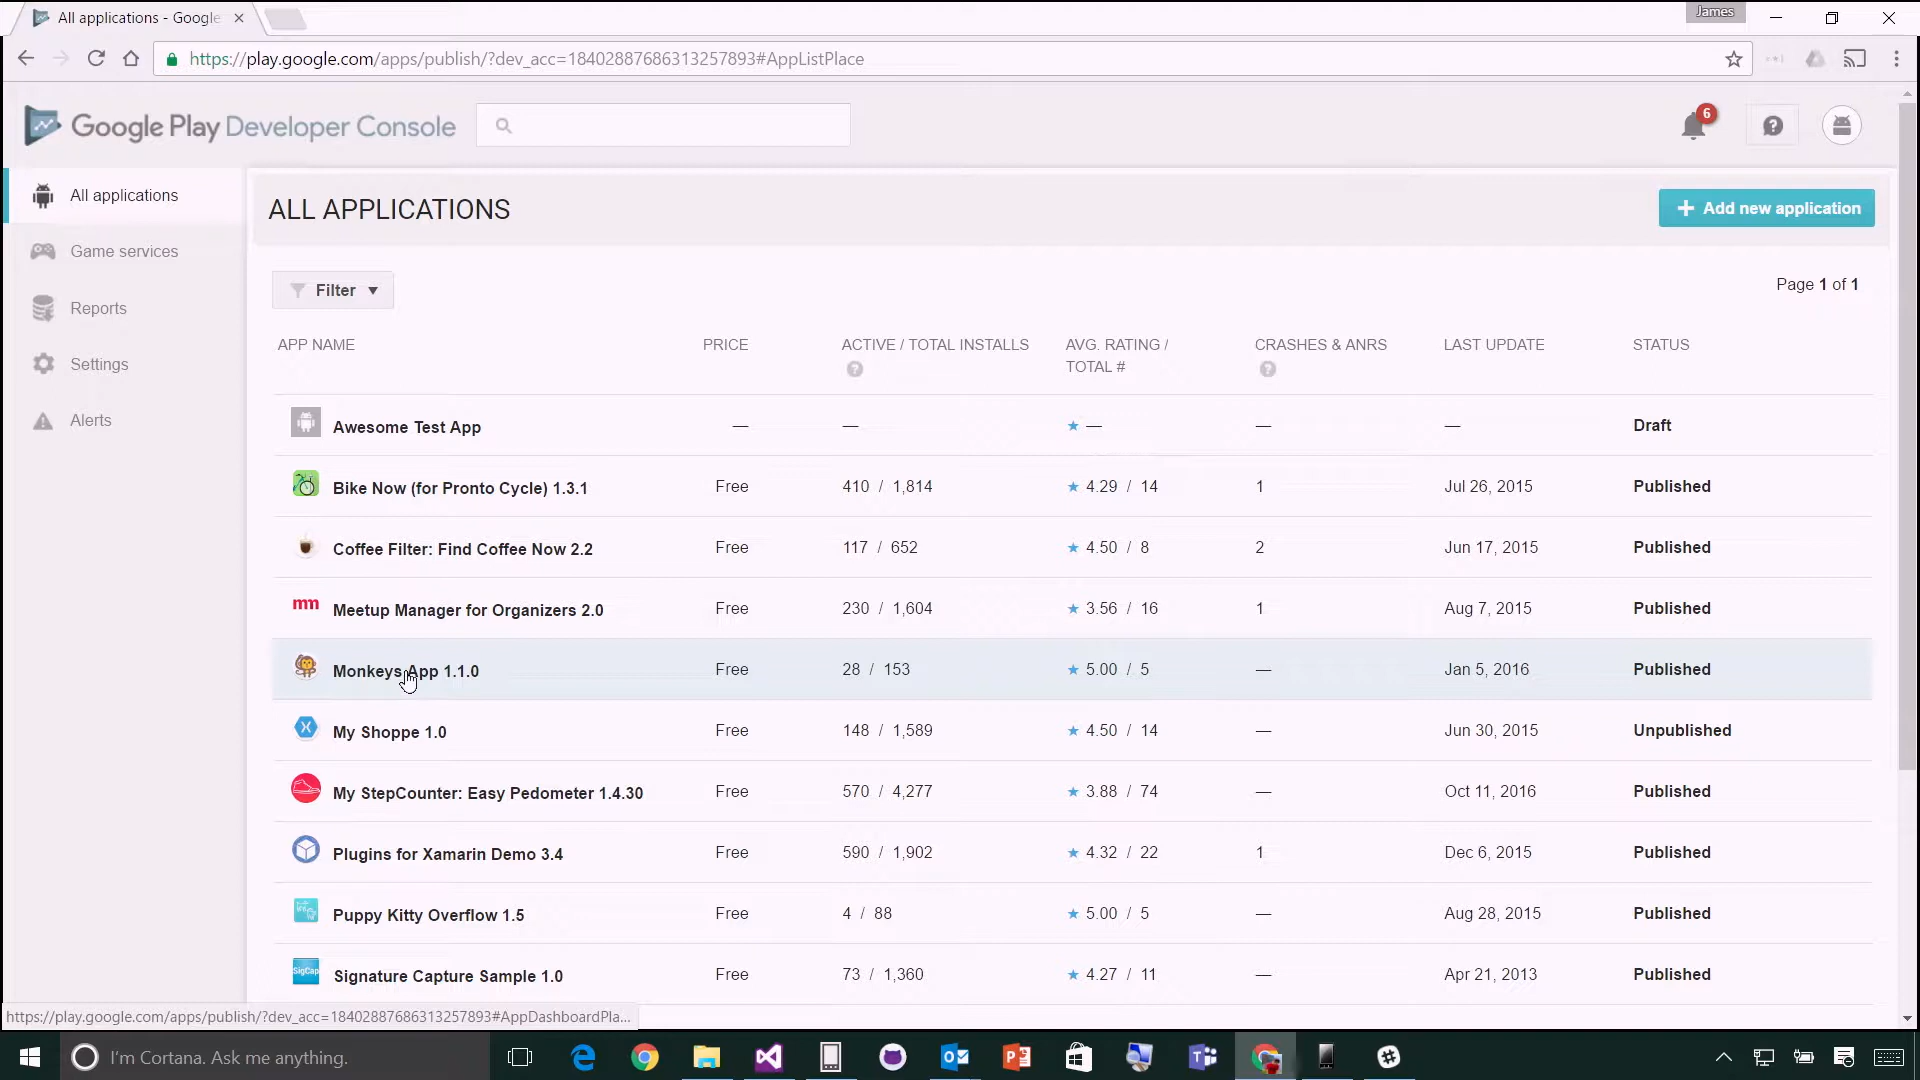 All applications - Google
James
https://play.google.com/apps/publish/?dev_acc=18402887686313257893#AppListPlace
Google Play Developer Console
6
All applications
Game services
Reports
Settings
Alerts
ALL APPLICATIONS
+ Add new application
Filter
Page 1 of 1
APP NAME PRICE ACTIVE / TOTAL INSTALLS AVG. RATING / TOTAL # CRASHES & ANRS LAST UPDATE STATUS
Awesome Test App — — ★ — — — Draft
Bike Now (for Pronto Cycle) 1.3.1 Free 410 / 1,814 ★ 4.29 / 14 1 Jul 26, 2015 Published
Coffee Filter: Find Coffee Now 2.2 Free 117 / 652 ★ 4.50 / 8 2 Jun 17, 2015 Published
mm Meetup Manager for Organizers 2.0 Free 230 / 1,604 ★ 3.56 / 16 1 Aug 7, 2015 Published
Monkeys App 1.1.0 Free 28 / 153 ★ 5.00 / 5 — Jan 5, 2016 Published
My Shoppe 1.0 Free 148 / 1,589 ★ 4.50 / 14 — Jun 30, 2015 Unpublished
My StepCounter: Easy Pedometer 1.4.30 Free 570 / 4,277 ★ 3.88 / 74 — Oct 11, 2016 Published
Plugins for Xamarin Demo 3.4 Free 590 / 1,902 ★ 4.32 / 22 1 Dec 6, 2015 Published
Puppy Kitty Overflow 1.5 Free 4 / 88 ★ 5.00 / 5 — Aug 28, 2015 Published
SigCap Signature Capture Sample 1.0 Free 73 / 1,360 ★ 4.27 / 11 — Apr 21, 2013 Published
https://play.google.com/apps/publish/?dev_acc=18402887686313257893#AppDashboardPla...
I'm Cortana. Ask me anything.